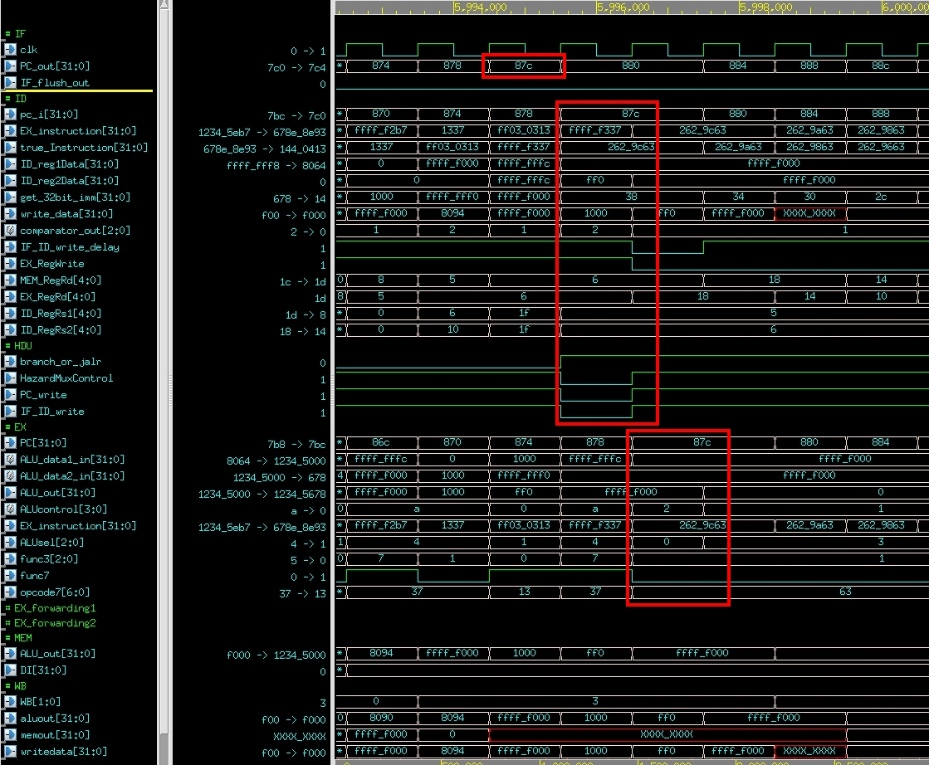 5,994,000 5,996,000 5,998,000 6,000
IF
clk 0 -> 1
PC_out[31:0] 7c0 -> 7c4 * 874 878 87c 880 884 888 88c
IF_flush_out 0
ID
pc_i[31:0] 7bc -> 7c0 * 870 874 878 87c 880 884 888
EX_instruction[31:0] 1234_5eb7 -> 678e_8e93 * ffff_f2b7 1337 ff03_0313 ffff_f337 262_9c63 262_9a63 262_9863
true_Instruction[31:0] 678e_8e93 -> 144_0413 * 1337 ff03_0313 ffff_f337 262_9c63 262_9a63 262_9863 262_9663
ID_reg1Data[31:0] ffff_fff8 -> 8064 * 0 ffff_f000 ffff_fffc ffff_f000
ID_reg2Data[31:0] 0 * 0 ffff_fffc ff0 ffff_f000
get_32bit_imm[31:0] 678 -> 14 * 1000 ffff_fff0 ffff_f000 38 34 30 2c
write_data[31:0] f00 -> f000 * ffff_f000 8094 ffff_f000 1000 ff0 ffff_f000 XXXX_XXXX
comparator_out[2:0] 2 -> 0 * 1 2 1 2 1
IF_ID_write_delay 1
EX_RegWrite 1
MEM_RegRd[4:0] 1c -> 1d 0 8 5 6 18 14
EX_RegRd[4:0] 1d 8 5 6 18 14 10
ID_RegRs1[4:0] 1d -> 8 * 0 6 1f 5
ID_RegRs2[4:0] 18 -> 14 * 0 10 1f 6
HDU
branch_or_jalr 0
HazardMuxControl 1
PC_write 1
IF_ID_write 1
EX
PC[31:0] 7b8 -> 7bc * 86c 870 874 878 87c 880 884
ALU_data1_in[31:0] 8064 -> 1234_5000 * ffff_fffc 0 1000 ffff_fffc ffff_f000
ALU_data2_in[31:0] 1234_5000 -> 678 4 ffff_f000 1000 ffff_fff0 ffff_f000
ALU_out[31:0] 1234_5000 -> 1234_5678 * ffff_f000 1000 ff0 ffff_f000 0
ALUcontrol[3:0] a -> 0 0 a 0 a 2 1
EX_instruction[31:0] 1234_5eb7 -> 678e_8e93 * ffff_f2b7 1337 ff03_0313 ffff_f337 262_9c63 262_9a63 262_9863
ALUsel[2:0] 4 -> 1 1 4 1 4 0 3
func3[2:0] 5 -> 0 0 7 1 0 7 1
func7 0 -> 1
opcode7[6:0] 37 -> 13 * 37 13 37 63
EX_forwarding1
EX_forwarding2
MEM
ALU_out[31:0] f000 -> 1234_5000 * 8094 ffff_f000 1000 ff0 ffff_f000
DI[31:0] 0 *
WB
WB[1:0] 3 0 3
aluout[31:0] f00 -> f000 0 8090 8094 ffff_f000 1000 ff0 ffff_f000
memout[31:0] XXXX_XXXX * ffff_f000 0 XXXX_XXXX
writedata[31:0] f00 -> f000 * ffff_f000 8094 ffff_f000 1000 ff0 ffff_f000 XXXX_XXXX